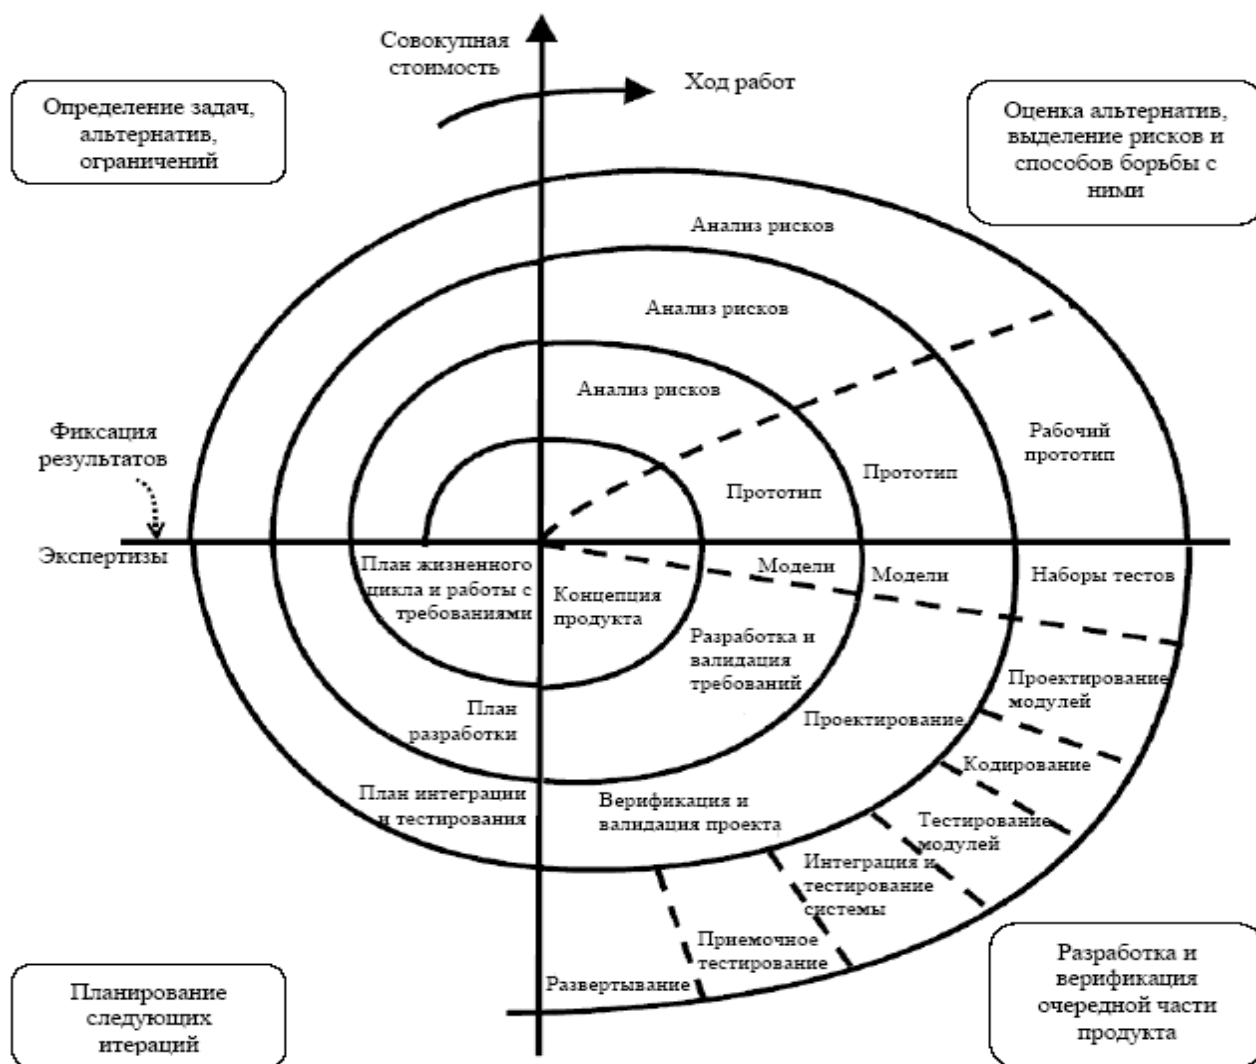 Совокупная
стоимость
Ход работ
Определение задач,
альтернатив,
ограничений
Оценка альтернатив,
выделение рисков и
способов борьбы с
ними
Анализ рисков
Анализ рисков
Анализ рисков
Фиксация
результатов
Рабочий
прототип
Прототип
Прототип
Экспертизы
План жизненного
цикла и работы с
требованиями
Концепция
продукта
Модели
Модели
Наборы тестов
Разработка и
валидация
требований
Проектирование
модулей
План
разработки
Проектирование
Кодирование
План интеграции
и тестирования
Верификация и
валидация проекта
Тестирование
модулей
Интеграция и
тестирование
системы
Приемочное
тестирование
Развертывание
Планирование
следующих
итераций
Разработка и
верификация
очередной части
продукта